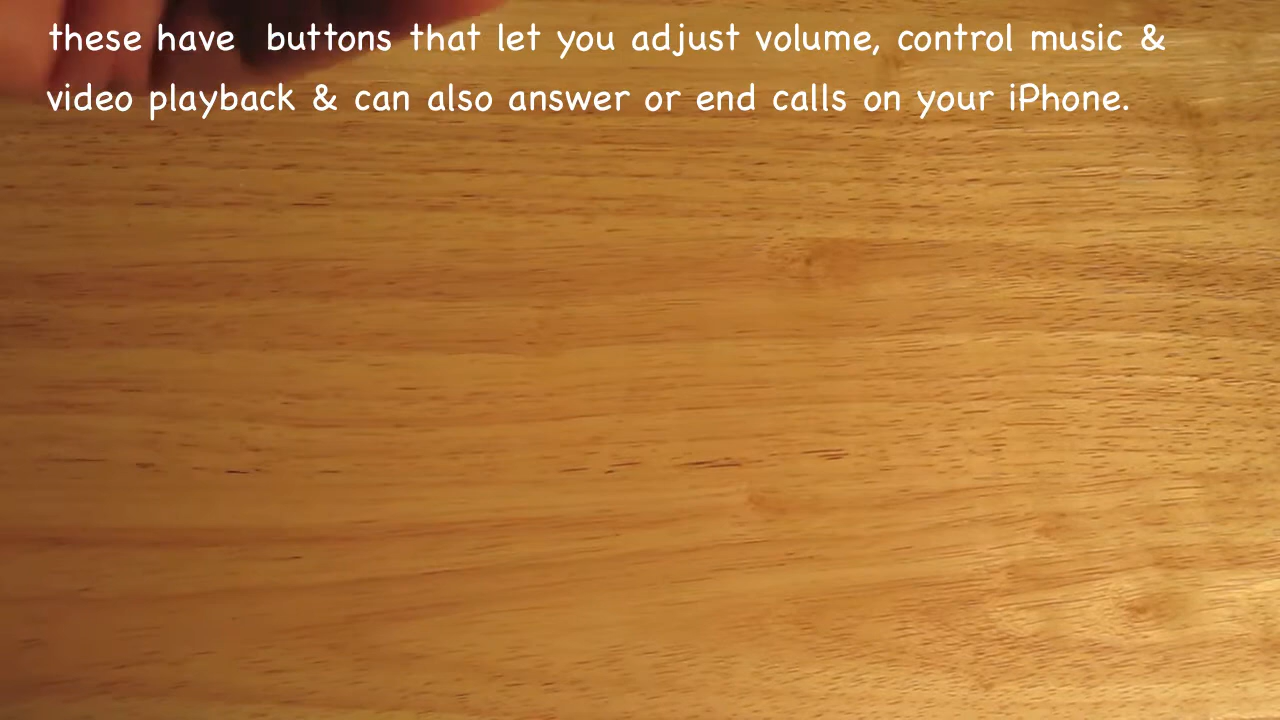 these have  buttons that let you adjust volume, control music &
video playback & can also answer or end calls on your iPhone.